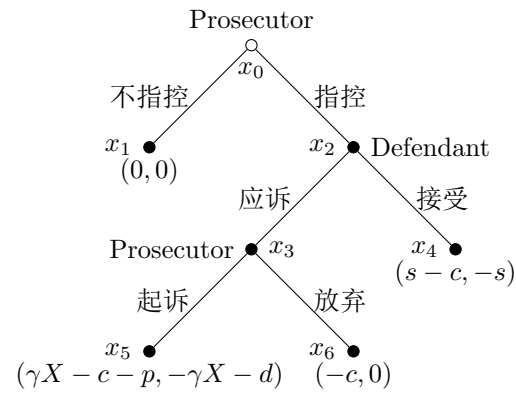 Prosecutor
x₀
不指控 指控
x₁ x₂ Defendant
(0, 0)
应诉 接受
Prosecutor x₃ x₄
(s − c, −s)
起诉 放弃
x₅ x₆
(γX − c − p, −γX − d) (−c, 0)